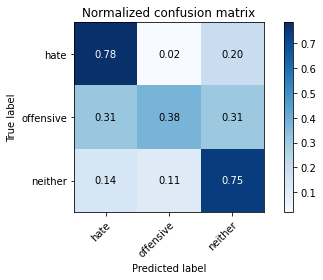 Normalized confusion matrix
True label
hate 0.78 0.02 0.20
offensive 0.31 0.38 0.31
neither 0.14 0.11 0.75
hate offensive neither
Predicted label
0.7
0.6
0.5
0.4
0.3
0.2
0.1